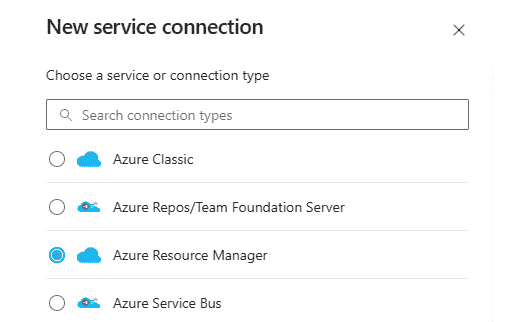 New service connection
Choose a service or connection type
Search connection types
Azure Classic
Azure Repos/Team Foundation Server
Azure Resource Manager
Azure Service Bus